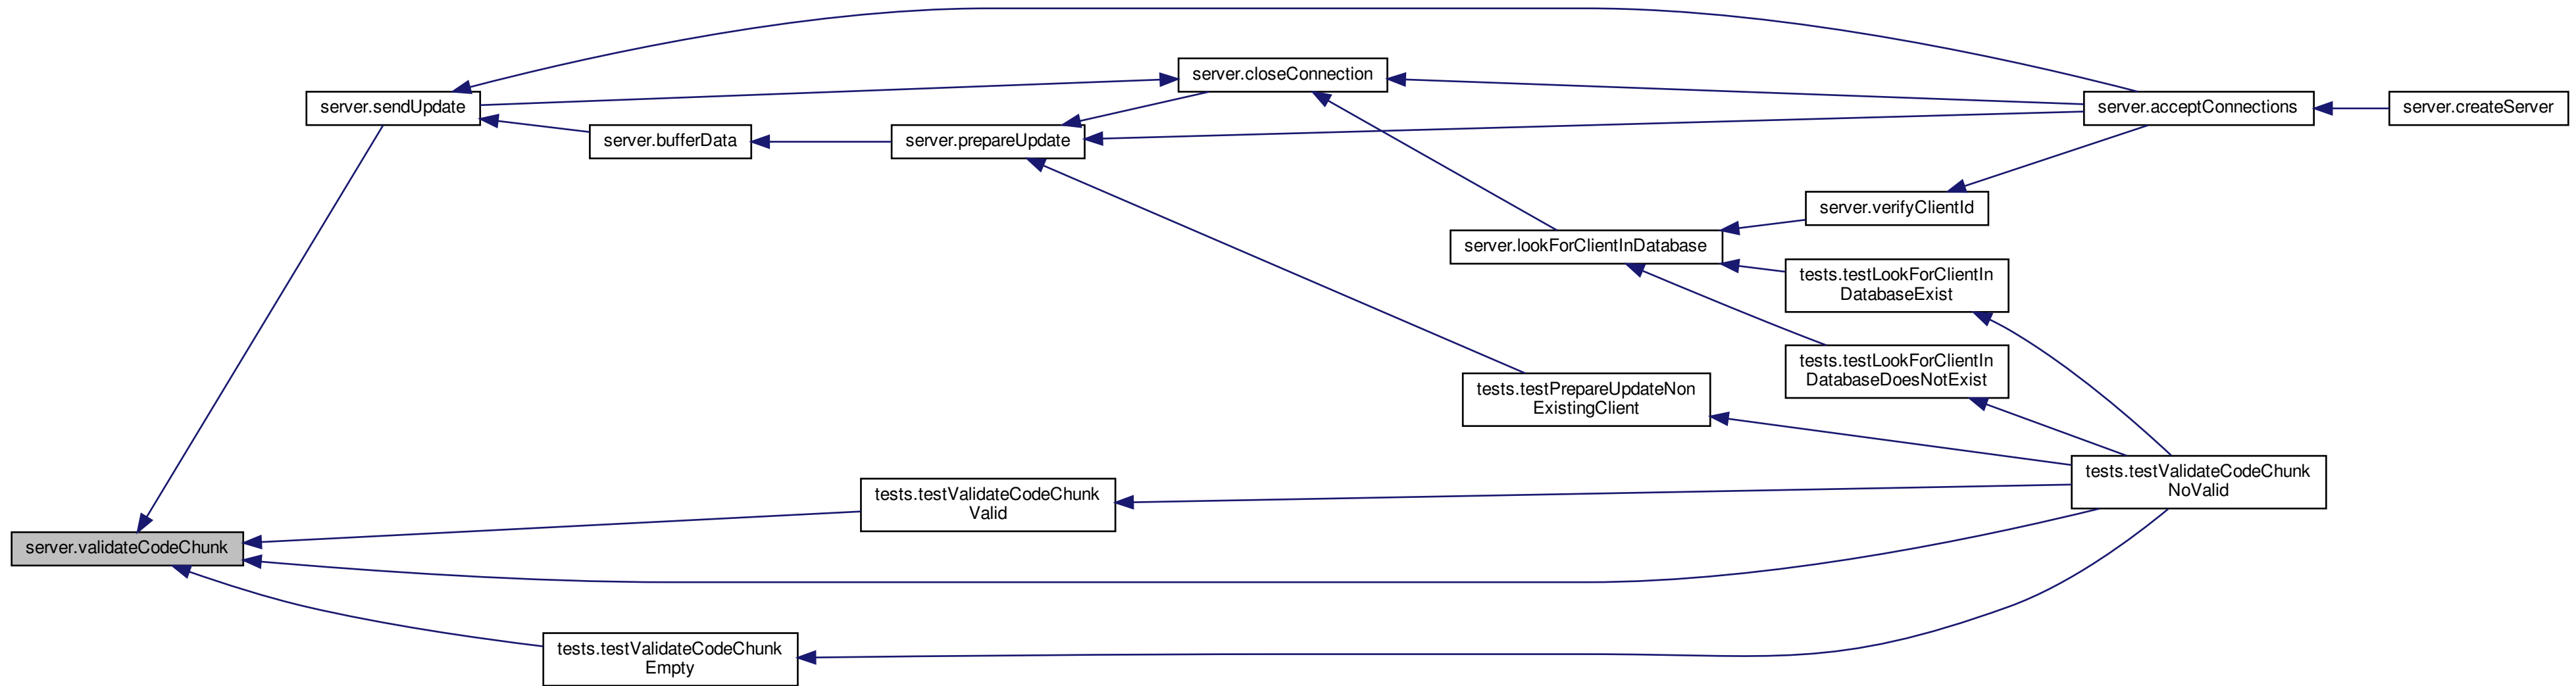 server.closeConnection
server.sendUpdate
server.acceptConnections
server.createServer
server.bufferData
server.prepareUpdate
server.verifyClientId
server.lookForClientInDatabase
tests.testLookForClientIn
DatabaseExist
tests.testLookForClientIn
DatabaseDoesNotExist
tests.testPrepareUpdateNon
ExistingClient
tests.testValidateCodeChunk
NoValid
tests.testValidateCodeChunk
Valid
server.validateCodeChunk
tests.testValidateCodeChunk
Empty